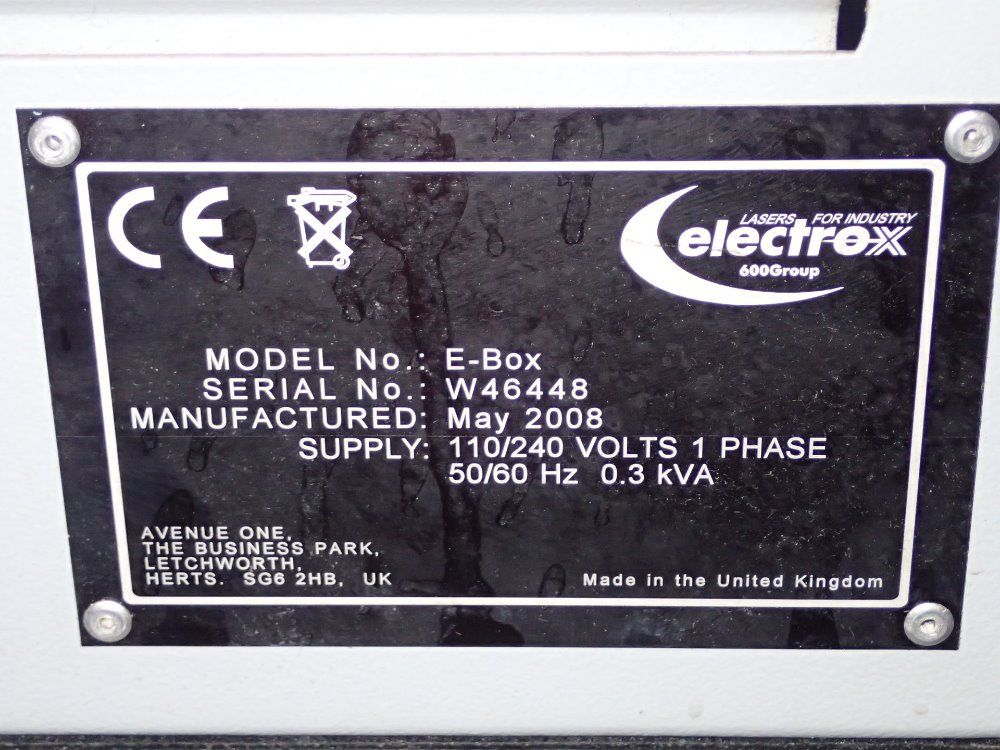 CE
LASERS FOR INDUSTRY
electrox
600Group
MODEL No.: E-Box
SERIAL No.: W46448
MANUFACTURED: May 2008
SUPPLY: 110/240 VOLTS 1 PHASE
50/60 Hz 0.3 kVA
AVENUE ONE,
THE BUSINESS PARK,
LETCHWORTH,
HERTS. SG6 2HB, UK
Made in the United Kingdom